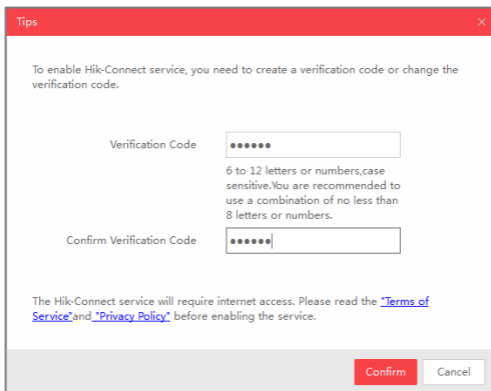 Tips
To enable Hik-Connect service, you need to create a verification code or change the
verification code.
Verification Code
●●●●●●
6 to 12 letters or numbers,case
sensitive.You are recommended to
use a combination of no less than
8 letters or numbers.
Confirm Verification Code
●●●●●●
The Hik-Connect service will require internet access. Please read the "Terms of
Service"and "Privacy Policy" before enabling the service.
Confirm Cancel